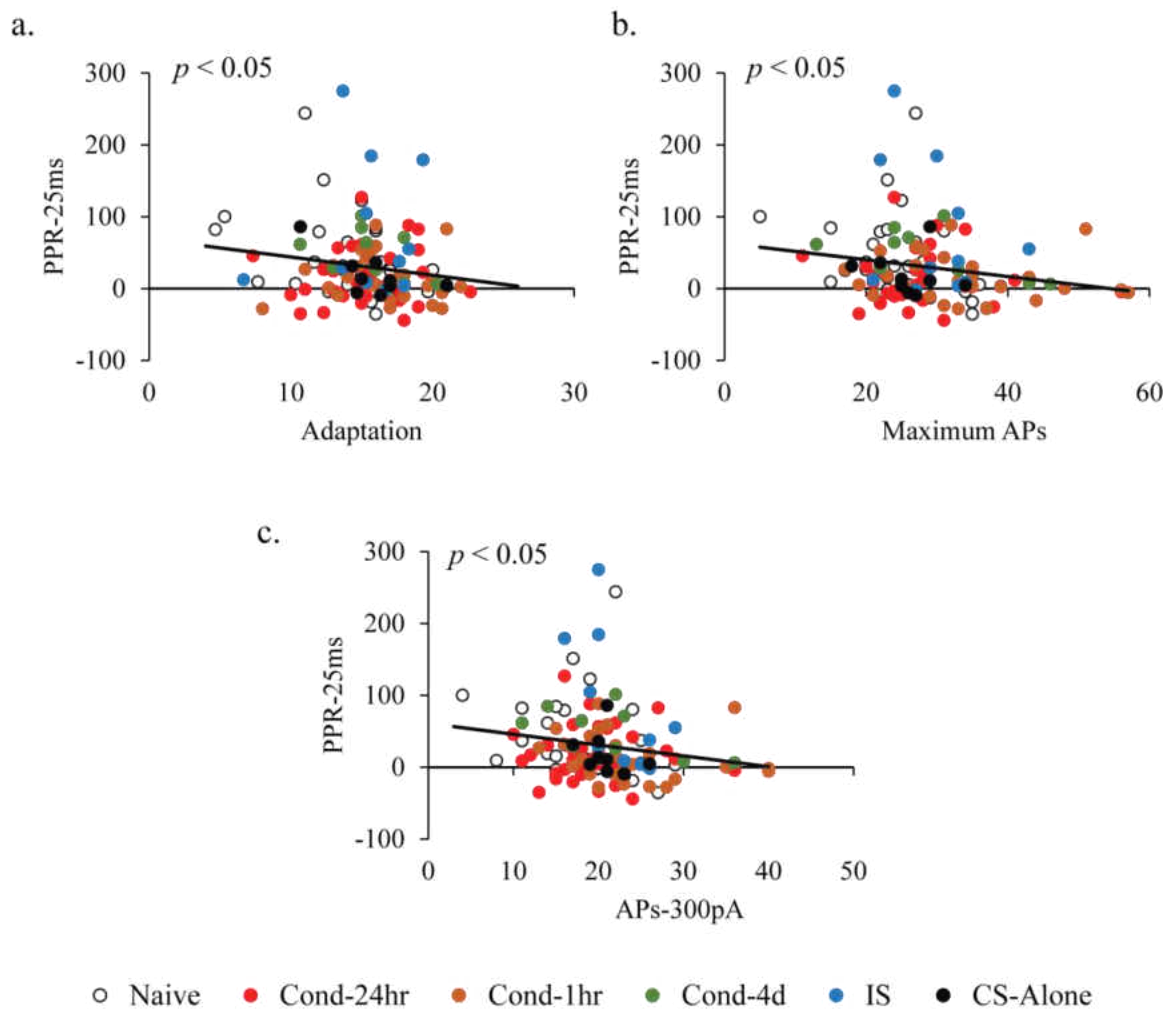 a.
p < 0.05
PPR-25ms
300
200
100
0
-100
0 10 20 30
Adaptation
b.
p < 0.05
PPR-25ms
300
200
100
0
-100
0 20 40 60
Maximum APs
c.
p < 0.05
PPR-25ms
300
200
100
0
-100
0 10 20 30 40 50
APs-300pA
Naive Cond-24hr Cond-1hr Cond-4d IS CS-Alone